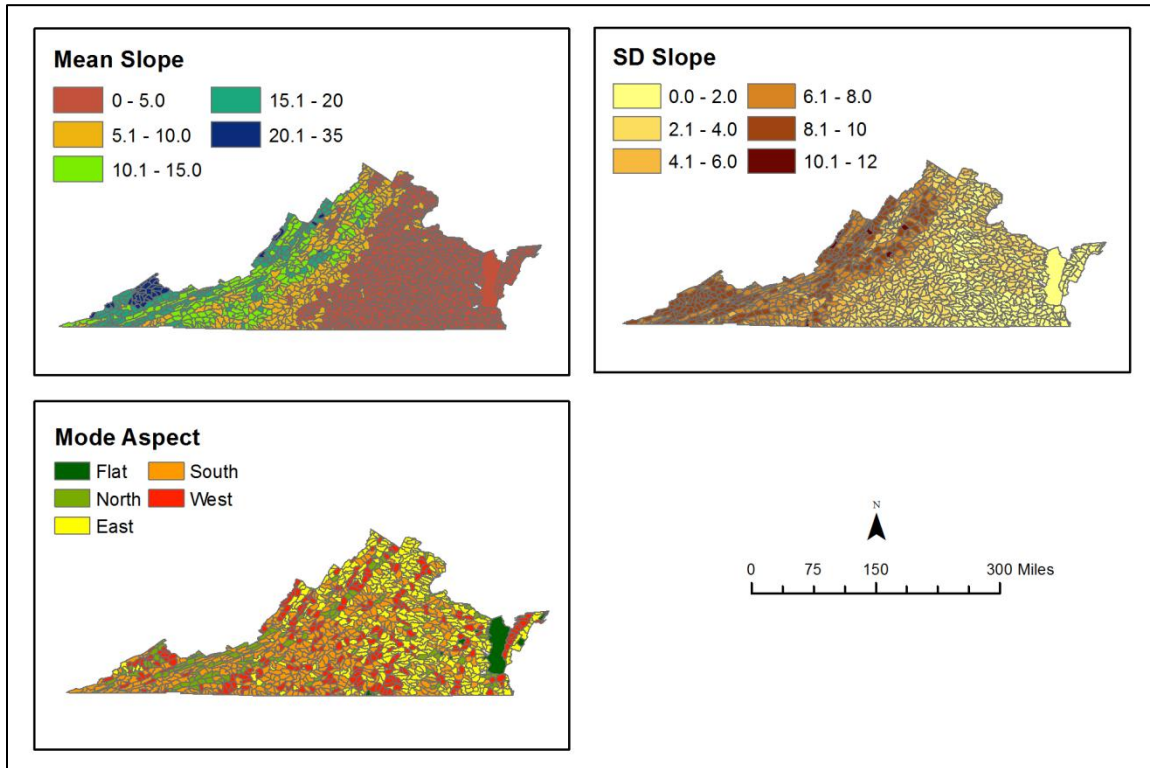 Mean Slope
0 - 5.0
15.1 - 20
5.1 - 10.0
20.1 - 35
10.1 - 15.0
SD Slope
0.0 - 2.0
6.1 - 8.0
2.1 - 4.0
8.1 - 10
4.1 - 6.0
10.1 - 12
Mode Aspect
Flat
South
North
West
East
N
0 75 150 300 Miles